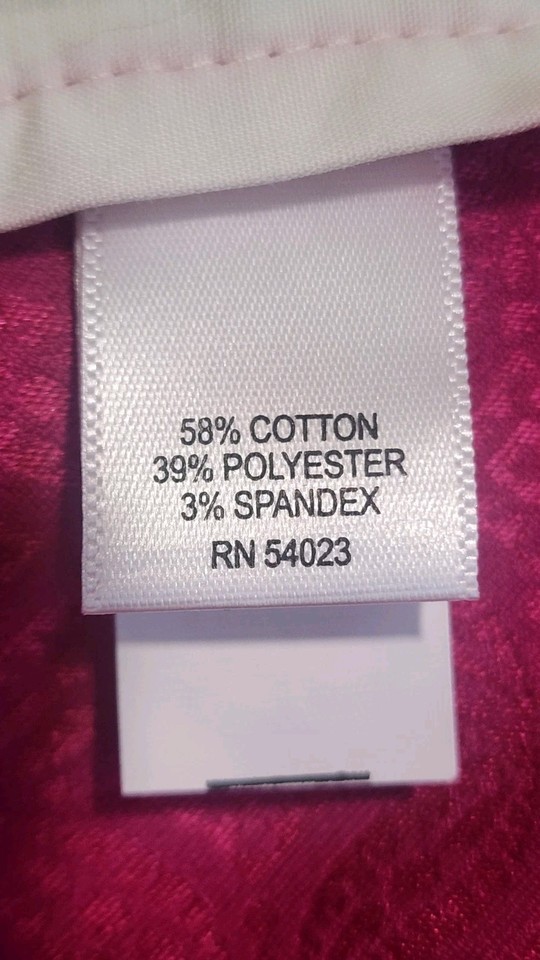 58% COTTON
39% POLYESTER
3% SPANDEX
RN 54023